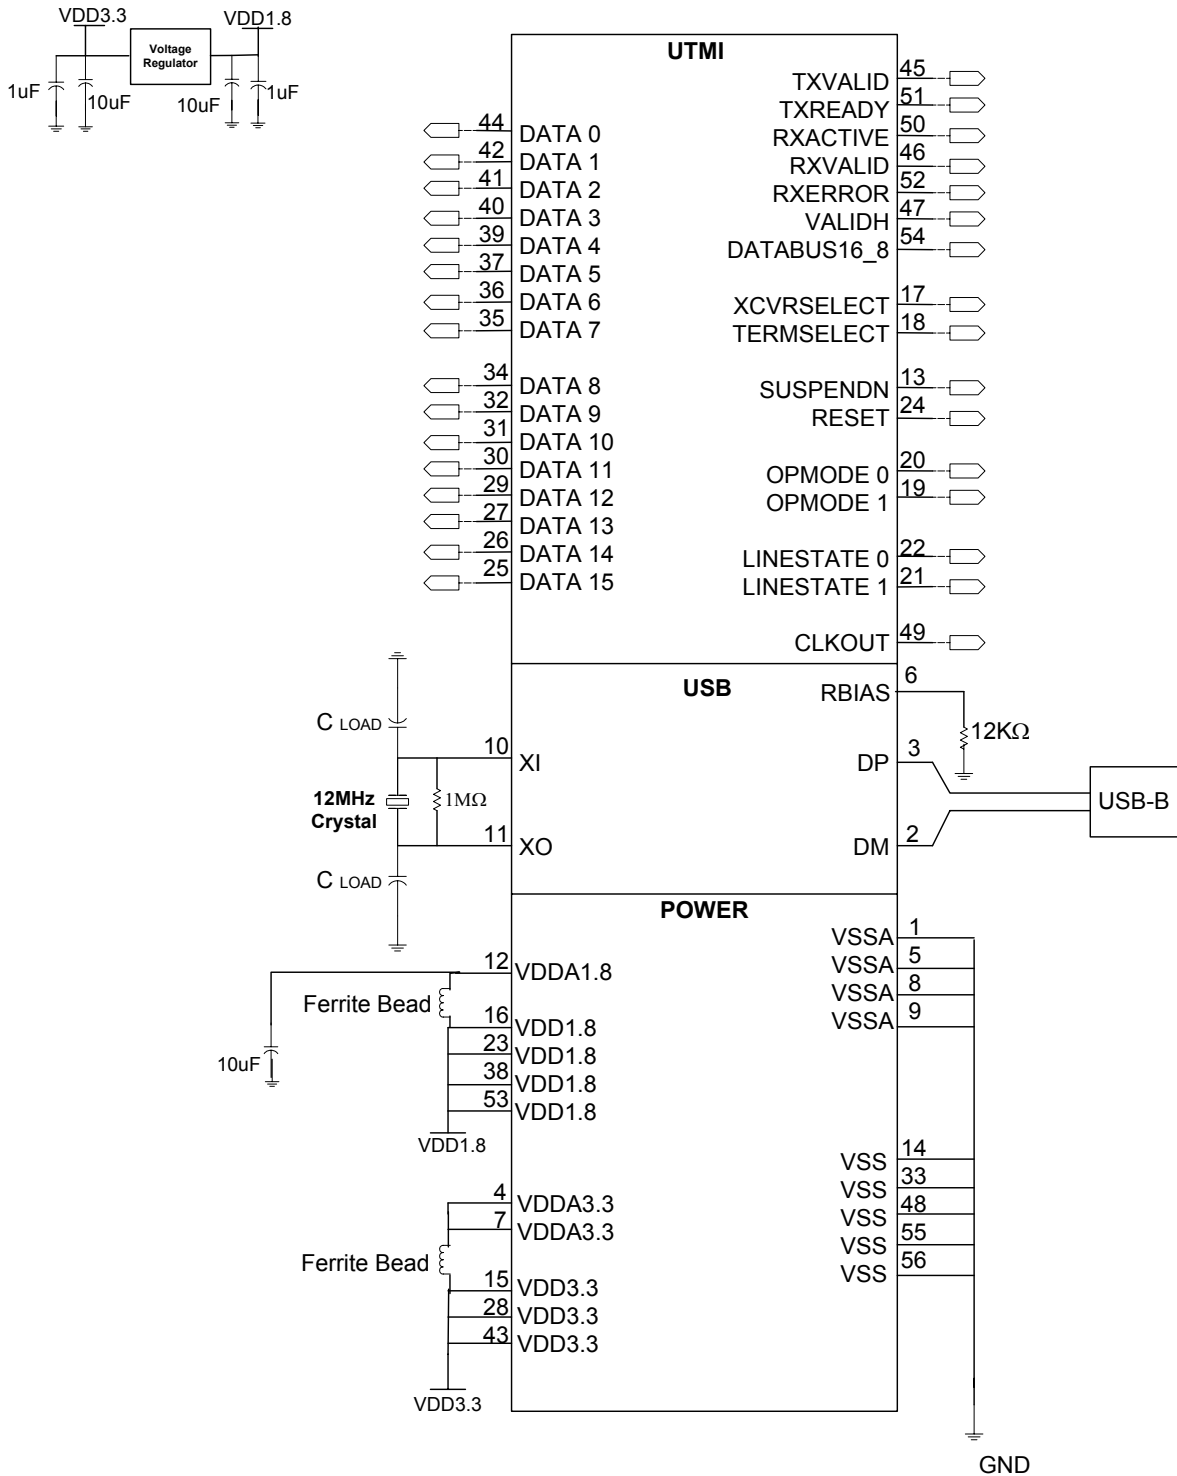 VDD3.3
VDD1.8
Voltage
Regulator
1uF
10uF
10uF
1uF
UTMI
44 DATA 0
42 DATA 1
41 DATA 2
40 DATA 3
39 DATA 4
37 DATA 5
36 DATA 6
35 DATA 7
34 DATA 8
32 DATA 9
31 DATA 10
30 DATA 11
29 DATA 12
27 DATA 13
26 DATA 14
25 DATA 15
TXVALID 45
TXREADY 51
RXACTIVE 50
RXVALID 46
RXERROR 52
VALIDH 47
DATABUS16_8 54
XCVRSELECT 17
TERMSELECT 18
SUSPENDN 13
RESET 24
OPMODE 0 20
OPMODE 1 19
LINESTATE 0 22
LINESTATE 1 21
CLKOUT 49
USB
C LOAD
10 XI
12MHz
Crystal
1MΩ
11 XO
C LOAD
RBIAS 6
12KΩ
DP 3
USB-B
DM 2
POWER
12 VDDA1.8
Ferrite Bead
16 VDD1.8
10uF
23 VDD1.8
38 VDD1.8
53 VDD1.8
VDD1.8
4 VDDA3.3
7 VDDA3.3
Ferrite Bead
15 VDD3.3
28 VDD3.3
43 VDD3.3
VDD3.3
VSSA 1
VSSA 5
VSSA 8
VSSA 9
VSS 14
VSS 33
VSS 48
VSS 55
VSS 56
GND